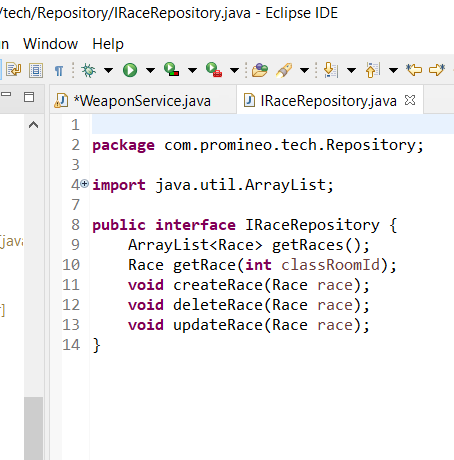 /tech/Repository/IRaceRepository.java - Eclipse IDE
Window Help
*WeaponService.java IRaceRepository.java
1
2 package com.promineo.tech.Repository;
3
4 import java.util.ArrayList;
7
8 public interface IRaceRepository {
9 ArrayList<Race> getRaces();
10 Race getRace(int classRoomId);
11 void createRace(Race race);
12 void deleteRace(Race race);
13 void updateRace(Race race);
14 }
[java
]